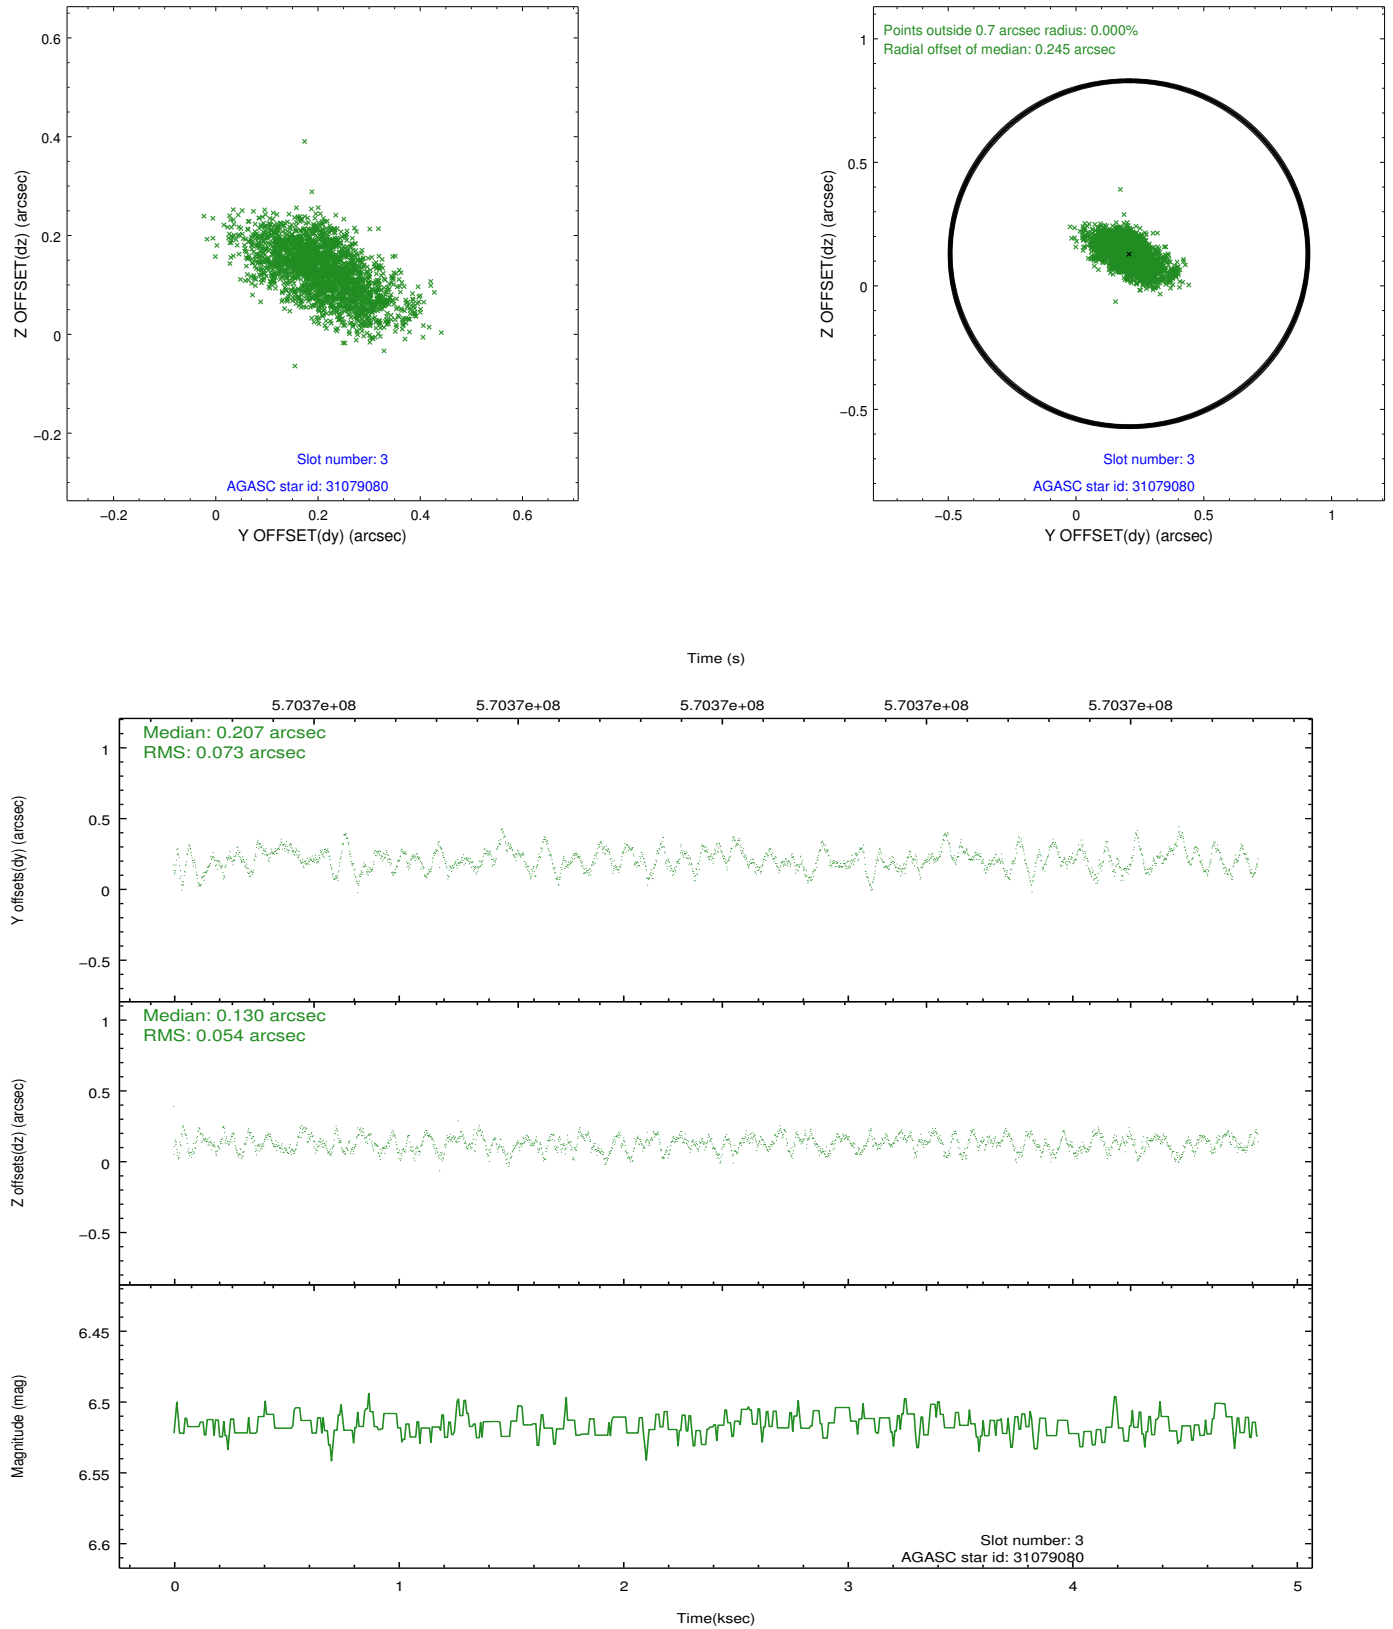 0.6
0.4
0.2
0
−0.2
Z OFFSET(dz) (arcsec)
Slot number: 3
AGASC star id: 31079080
−0.2 0 0.2 0.4 0.6
Y OFFSET(dy) (arcsec)
Points outside 0.7 arcsec radius: 0.000%
Radial offset of median: 0.245 arcsec
1
0.5
0
−0.5
Z OFFSET(dz) (arcsec)
Slot number: 3
AGASC star id: 31079080
−0.5 0 0.5 1
Y OFFSET(dy) (arcsec)
Time (s)
5.7037e+08 5.7037e+08 5.7037e+08 5.7037e+08 5.7037e+08
Median: 0.207 arcsec
RMS: 0.073 arcsec
1
0.5
0
−0.5
Y offsets(dy) (arcsec)
Median: 0.130 arcsec
RMS: 0.054 arcsec
1
0.5
0
−0.5
Z offsets(dz) (arcsec)
6.45
6.5
6.55
6.6
Magnitude (mag)
Slot number: 3
AGASC star id: 31079080
0 1 2 3 4 5
Time(ksec)